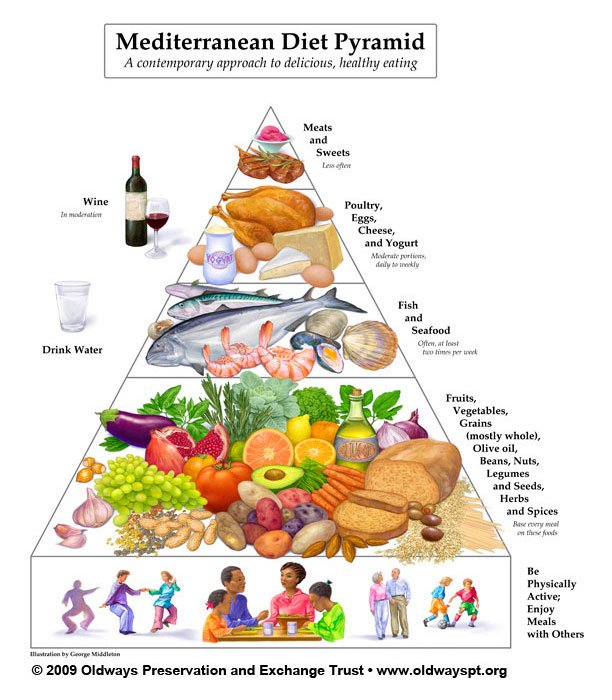 Mediterranean Diet Pyramid
A contemporary approach to delicious, healthy eating
Meats
and
Sweets
Less often
Wine
In moderation
Poultry,
Eggs,
Cheese,
and Yogurt
Moderate portions,
daily to weekly
YOGURT
Drink Water
Fish
and
Seafood
Often, at least
two times per week
Fruits,
Vegetables,
Grains
(mostly whole),
Olive oil,
Beans, Nuts,
Legumes
and Seeds,
Herbs
and Spices
Base every meal
on these foods
Be
Physically
Active;
Enjoy
Meals
with Others
Illustration by George Middleton
© 2009 Oldways Preservation and Exchange Trust • www.oldwayspt.org